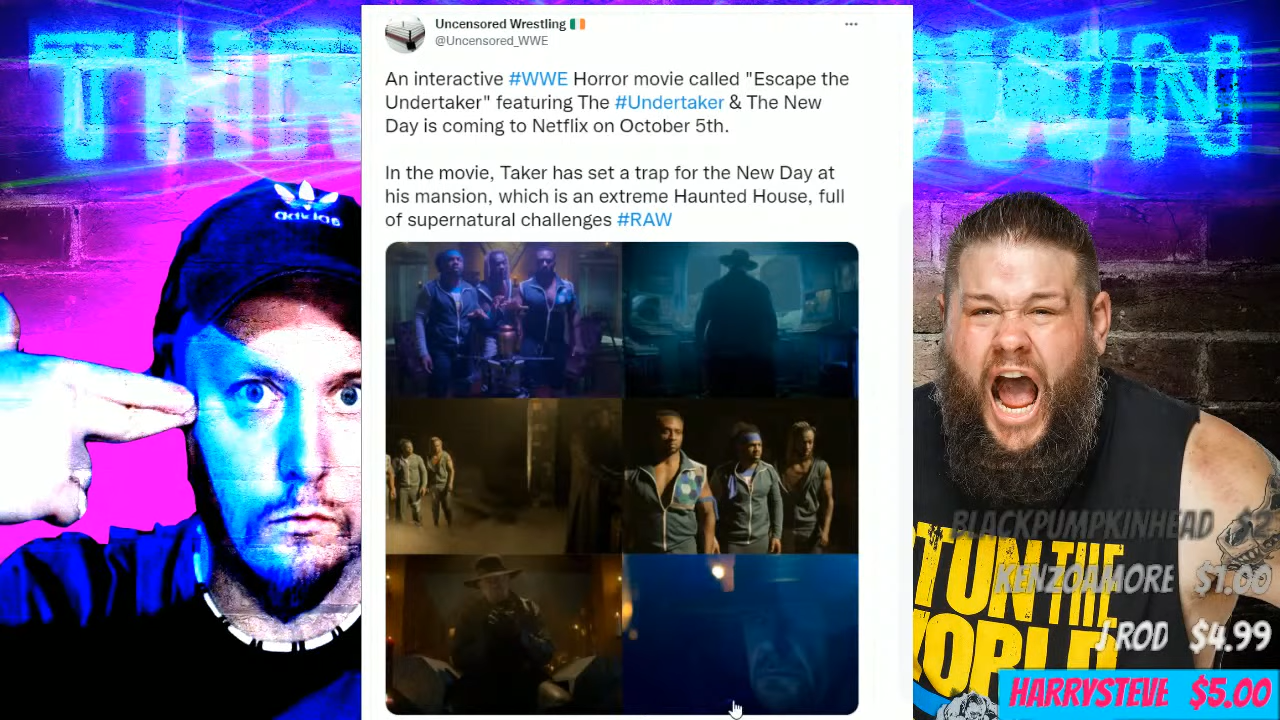 Uncensored Wrestling
@Uncensored_WWE
An interactive #WWE Horror movie called "Escape the
Undertaker" featuring The #Undertaker & The New
Day is coming to Netflix on October 5th.
In the movie, Taker has set a trap for the New Day at
his mansion, which is an extreme Haunted House, full
of supernatural challenges #RAW
adidas
BLACKPUMPKINHEAD $2
KENZOAMORE $1.00
J ROD $4.99
HARRYSTEVE $5.00